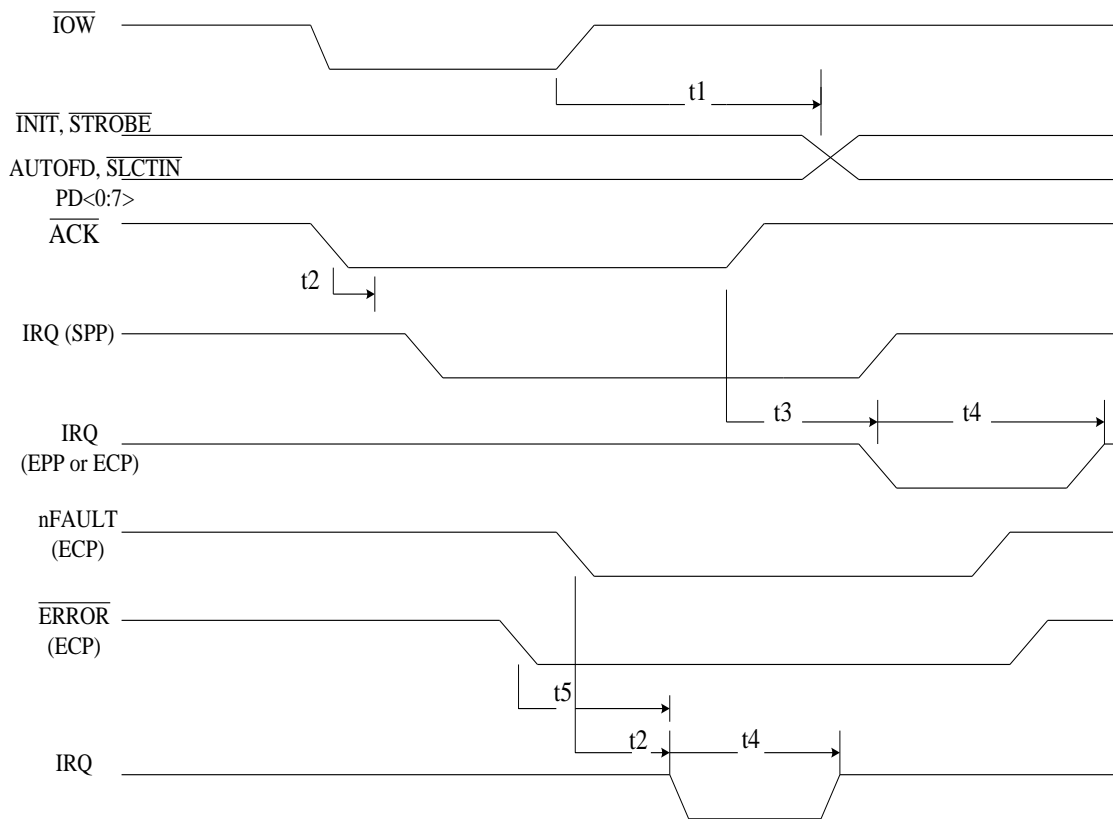 IOW
t1
INIT, STROBE
AUTOFD, SLCTIN
PD<0:7>
ACK
t2
IRQ (SPP)
t3
t4
IRQ
(EPP or ECP)
nFAULT
(ECP)
ERROR
(ECP)
t5
t2
t4
IRQ